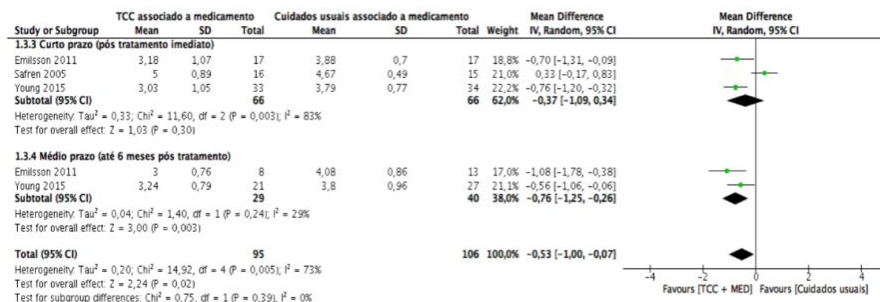 TCC associado a medicamento Cuidados usuais associado a medicamento Mean Difference Mean Difference
Study or Subgroup Mean SD Total Mean SD Total Weight IV, Random, 95% CI IV, Random, 95% CI
1.3.3 Curto prazo (pós tratamento imediato)
Emilsson 2011 3,18 1,07 17 3,88 0,7 17 18,8% -0,70 [-1,31, -0,09]
Safren 2005 5 0,89 16 4,67 0,49 15 21,0% 0,33 [-0,17, 0,83]
Young 2015 3,03 1,05 33 3,79 0,77 34 22,2% -0,76 [-1,20, -0,32]
Subtotal (95% CI) 66 66 62,0% -0,37 [-1,09, 0,34]
Heterogeneity: Tau² = 0,33; Chi² = 11,60, df = 2 (P = 0,003); I² = 83%
Test for overall effect: Z = 1,03 (P = 0,30)
1.3.4 Médio prazo (até 6 meses pós tratamento)
Emilsson 2011 3 0,76 8 4,08 0,86 13 17,0% -1,08 [-1,78, -0,38]
Young 2015 3,24 0,79 21 3,8 0,96 27 21,1% -0,56 [-1,06, -0,06]
Subtotal (95% CI) 29 40 38,0% -0,76 [-1,25, -0,26]
Heterogeneity: Tau² = 0,04; Chi² = 1,40, df = 1 (P = 0,24); I² = 29%
Test for overall effect: Z = 3,00 (P = 0,003)
Total (95% CI) 95 106 100,0% -0,53 [-1,00, -0,07]
Heterogeneity: Tau² = 0,20; Chi² = 14,92, df = 4 (P = 0,005); I² = 73%
Test for overall effect: Z = 2,24 (P = 0,02)
Test for subgroup differences: Chi² = 0,75, df = 1 (P = 0,39), I² = 0%
-4 -2 0 2 4
Favours [TCC + MED] Favours [Cuidados usuais]